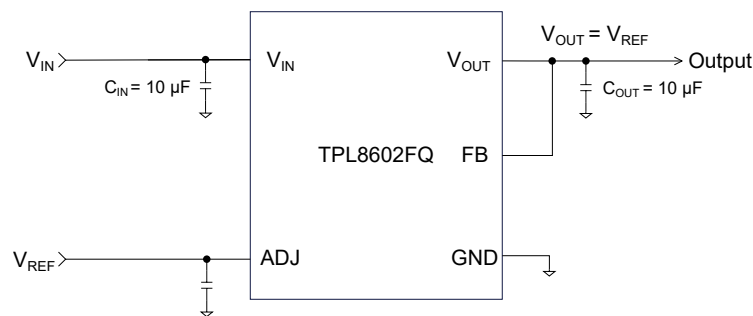 V_OUT = V_REF
V_IN
V_IN
V_OUT
Output
C_IN = 10 µF
C_OUT = 10 µF
TPL8602FQ
FB
V_REF
ADJ
GND